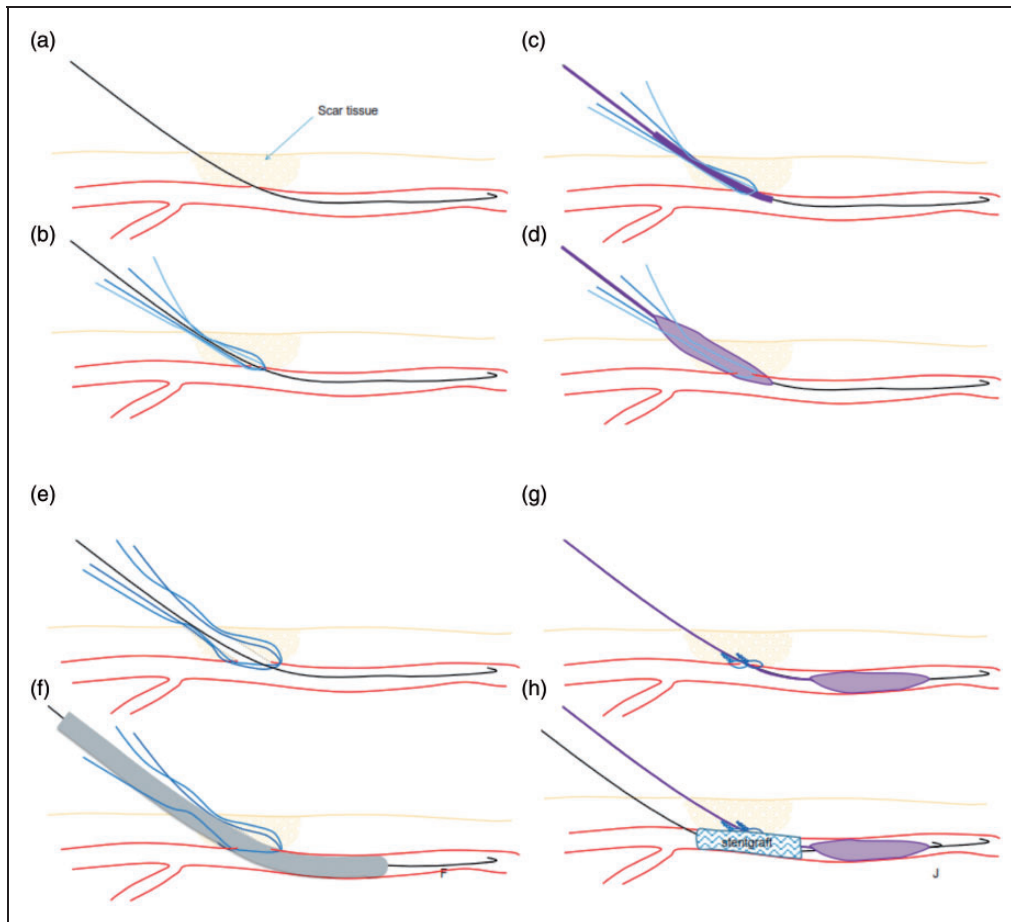 (a)
Scar tissue
(b)
(c)
(d)
(e)
(f)
F
(g)
(h)
stentgraft
J